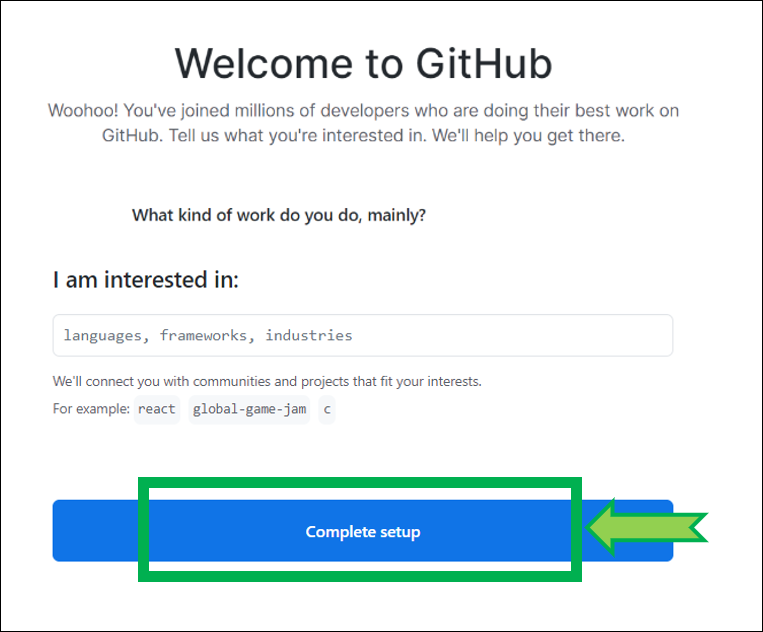 Welcome to GitHub
Woohoo! You've joined millions of developers who are doing their best work on
GitHub. Tell us what you're interested in. We'll help you get there.
What kind of work do you do, mainly?
I am interested in:
languages, frameworks, industries
We'll connect you with communities and projects that fit your interests.
For example: react global-game-jam c
Complete setup